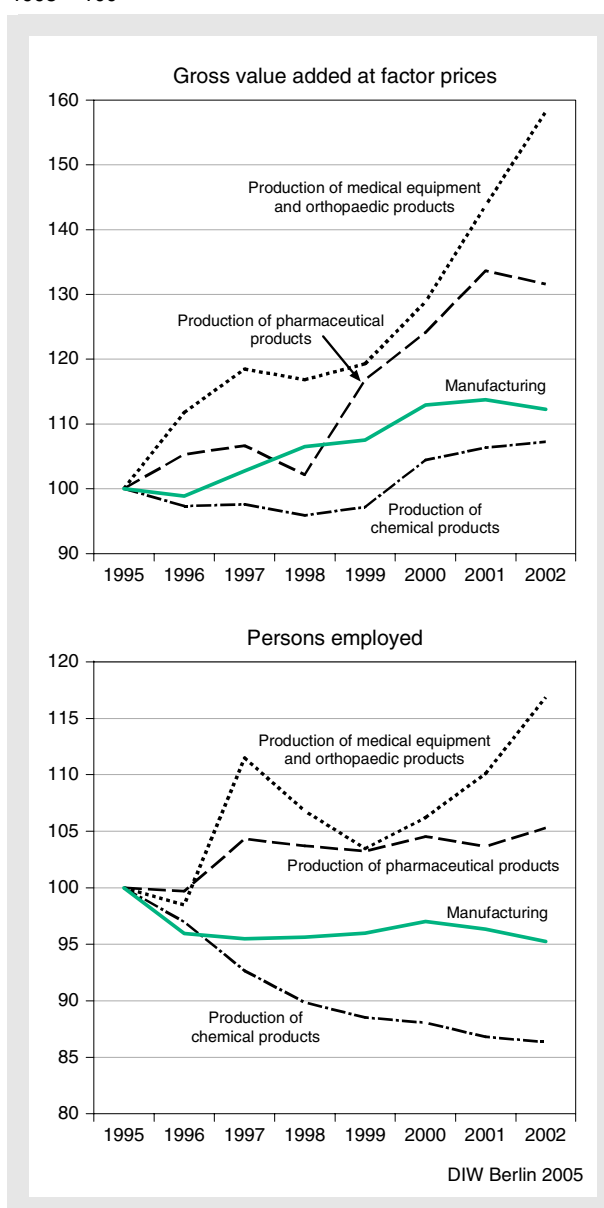 Gross value added at factor prices
160
150
140
130
120
110
100
90
Production of medical equipment
and orthopaedic products
Production of pharmaceutical
products
Manufacturing
Production of
chemical products
1995 1996 1997 1998 1999 2000 2001 2002
Persons employed
120
115
110
105
100
95
90
85
80
Production of medical equipment
and orthopaedic products
Production of pharmaceutical products
Manufacturing
Production of
chemical products
1995 1996 1997 1998 1999 2000 2001 2002
DIW Berlin 2005